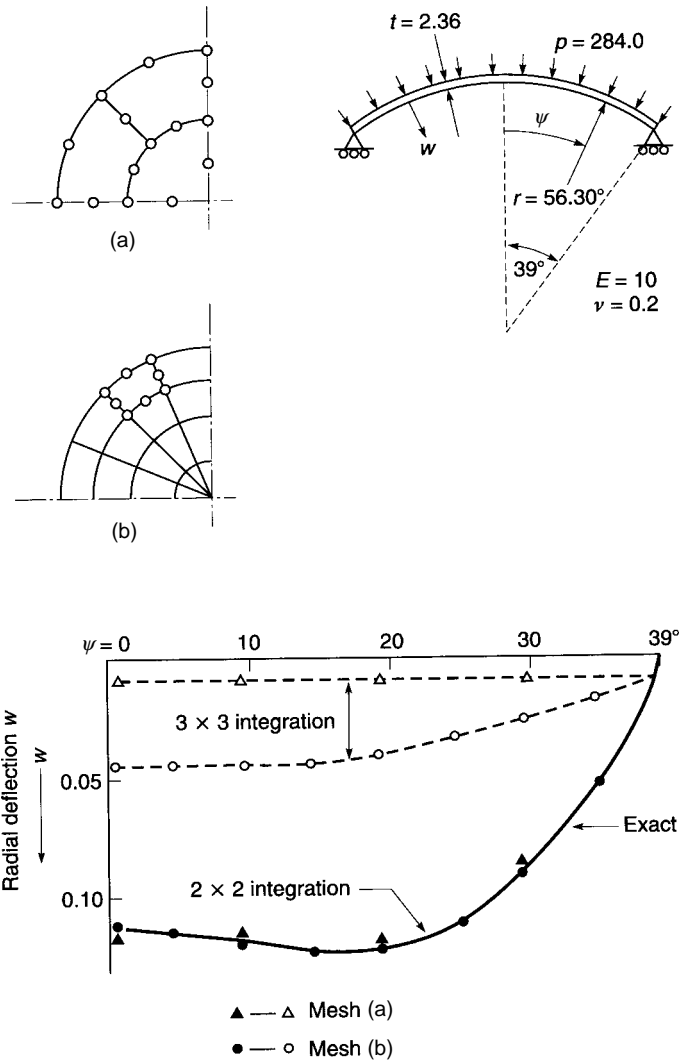 (a)
t = 2.36
p = 284.0
ψ
w
r = 56.30°
39°
E = 10
ν = 0.2
(b)
ψ = 0
10
20
30
39°
3 × 3 integration
Radial deflection w
w
0.05
Exact
0.10
2 × 2 integration
▲ — △ Mesh (a)
● — ○ Mesh (b)